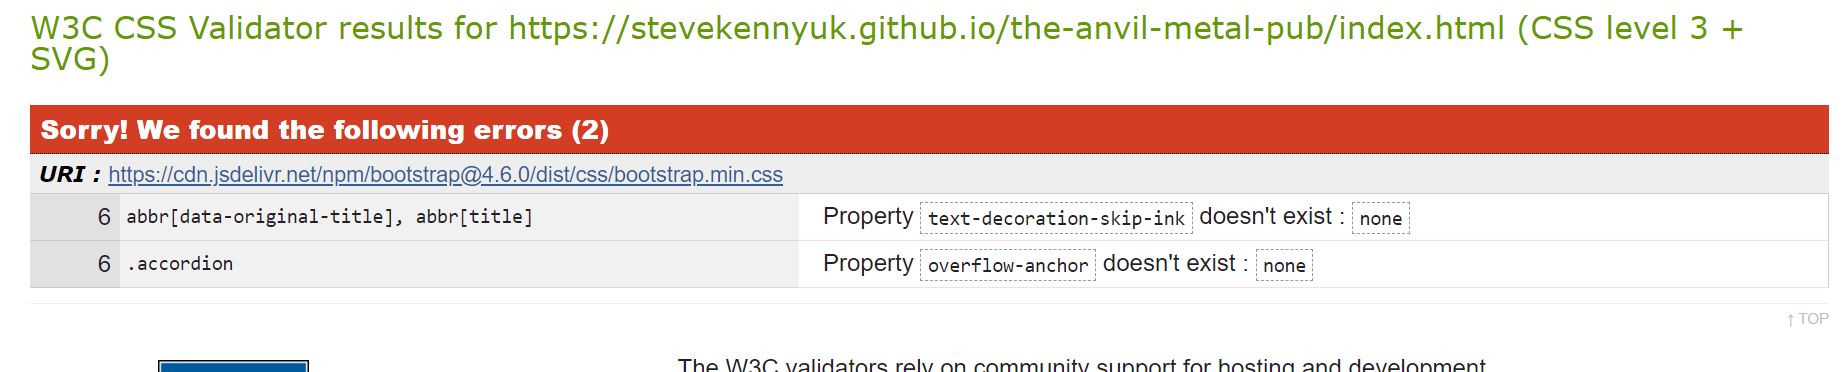 W3C CSS Validator results for https://stevekennyuk.github.io/the-anvil-metal-pub/index.html (CSS level 3 +
SVG)
Sorry! We found the following errors (2)
URI : https://cdn.jsdelivr.net/npm/bootstrap@4.6.0/dist/css/bootstrap.min.css
6 abbr[data-original-title], abbr[title] Property text-decoration-skip-ink doesn't exist : none
6 .accordion Property overflow-anchor doesn't exist : none
↑ TOP
The W3C validators rely on community support for hosting and development.